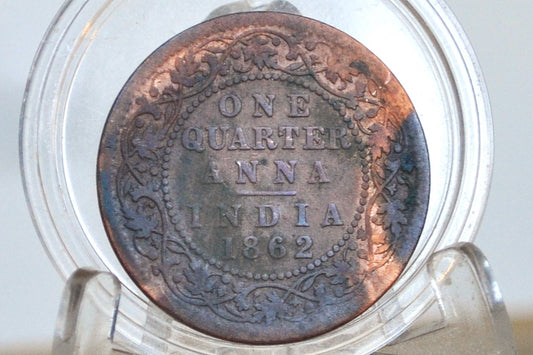 ONE
QUARTER
ANNA
INDIA
1862